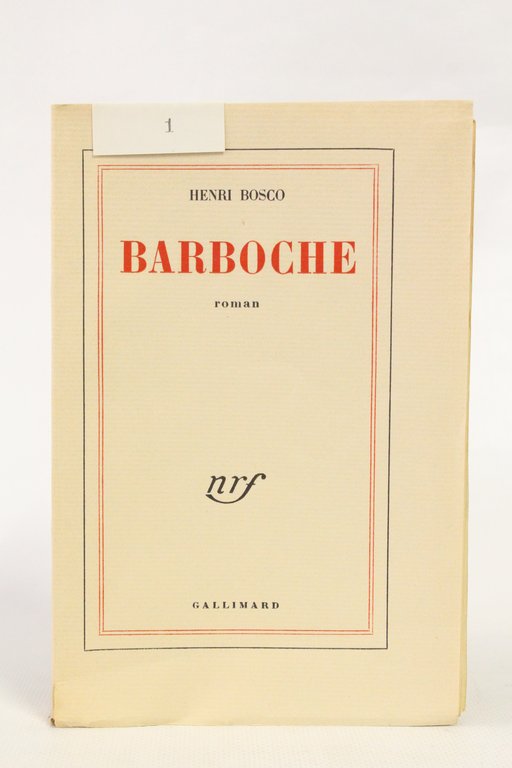 1
HENRI BOSCO
BARBOCHE
roman
nrf
GALLIMARD